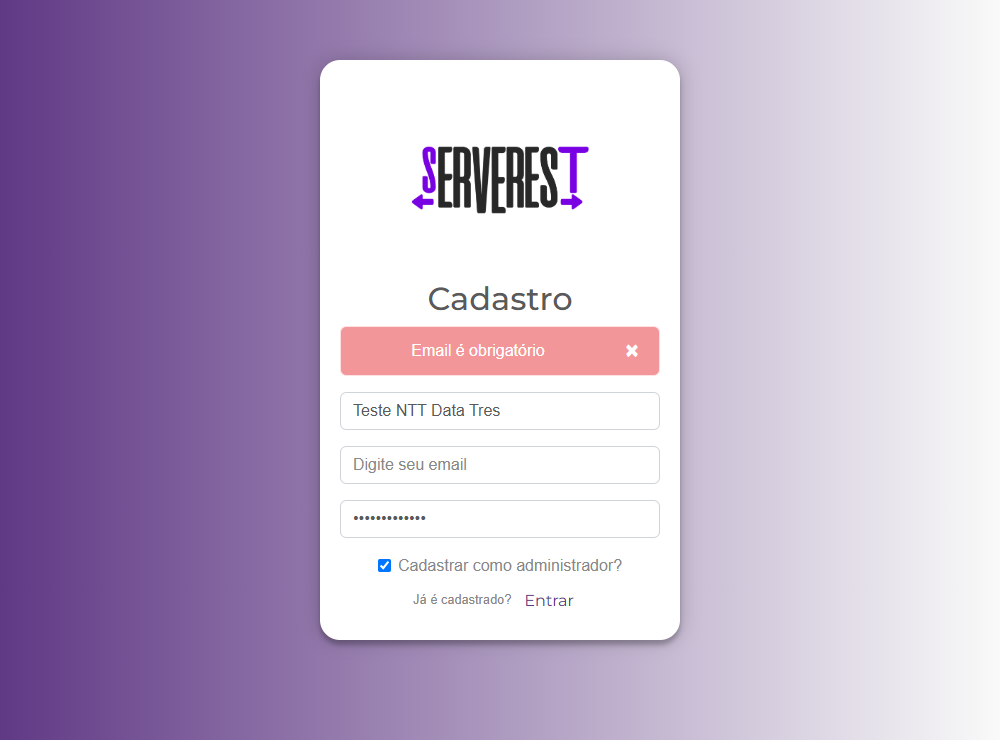 SERVEREST
Cadastro
Email é obrigatório
Teste NTT Data Tres
Digite seu email
•••••••••••••
Cadastrar como administrador?
Já é cadastrado? Entrar